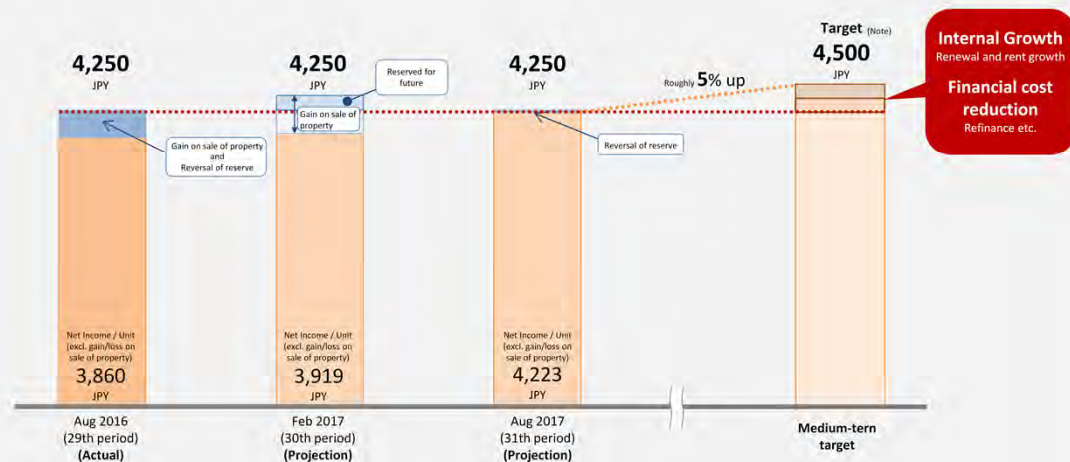 4,250
JPY
Gain on sale of property
and
Reversal of reserve
Net Income / Unit
(excl. gain/loss on
sale of property)
3,860
JPY
Aug 2016
(29th period)
(Actual)
4,250
JPY
Reserved for
future
Gain on sale of
property
Net Income / Unit
(excl. gain/loss on
sale of property)
3,919
JPY
Feb 2017
(30th period)
(Projection)
4,250
JPY
Reversal of reserve
Net Income / Unit
(excl. gain/loss on
sale of property)
4,223
JPY
Aug 2017
(31th period)
(Projection)
Roughly 5% up
Target (Note)
4,500
JPY
Medium-tern
target
Internal Growth
Renewal and rent growth
Financial cost
reduction
Refinance etc.